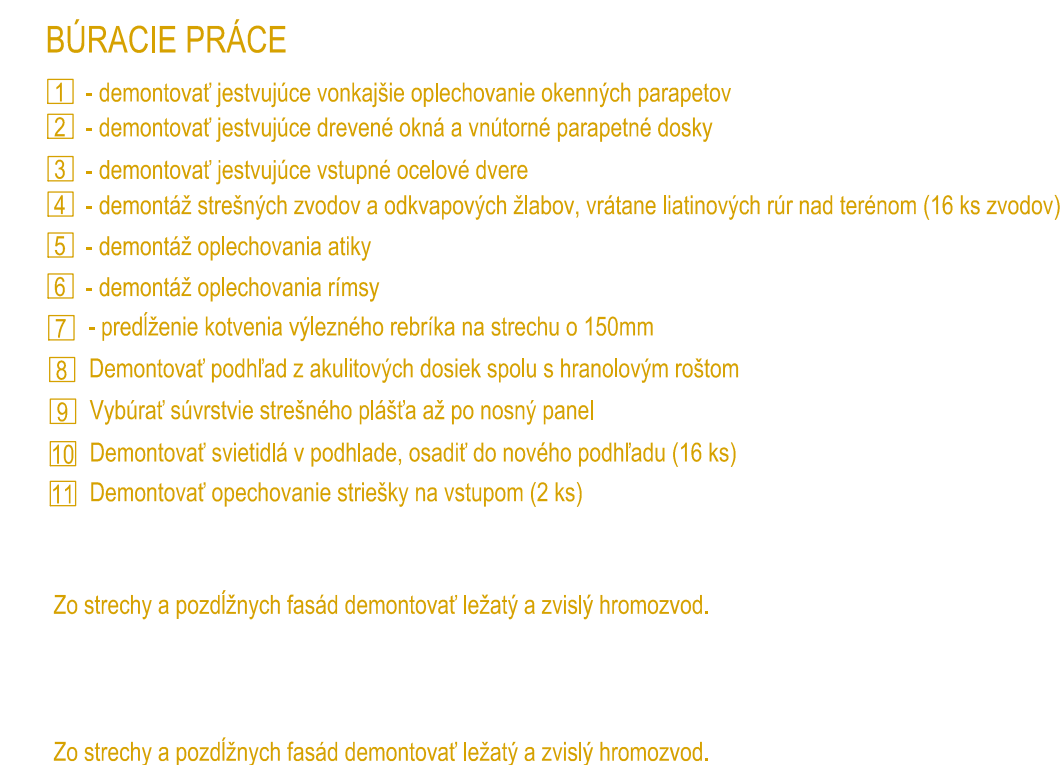 BÚRACIE PRÁCE
1 - demontovať jestvujúce vonkajšie oplechovanie okenných parapetov
2 - demontovať jestvujúce drevené okná a vnútorné parapetné dosky
3 - demontovať jestvujúce vstupné ocelové dvere
4 - demontáž strešných zvodov a odkvapových žlabov, vrátane liatinových rúr nad terénom (16 ks zvodov)
5 - demontáž oplechovania atiky
6 - demontáž oplechovania rímsy
7 - predĺženie kotvenia výlezného rebríka na strechu o 150mm
8 Demontovať podhľad z akulitových dosiek spolu s hranolovým roštom
9 Vybúrať súvrstvie strešného plášťa až po nosný panel
10 Demontovať svietidlá v podhlade, osadiť do nového podhľadu (16 ks)
11 Demontovať opechovanie striešky na vstupom (2 ks)
Zo strechy a pozdĺžnych fasád demontovať ležatý a zvislý hromozvod.
Zo strechy a pozdĺžnych fasád demontovať ležatý a zvislý hromozvod.